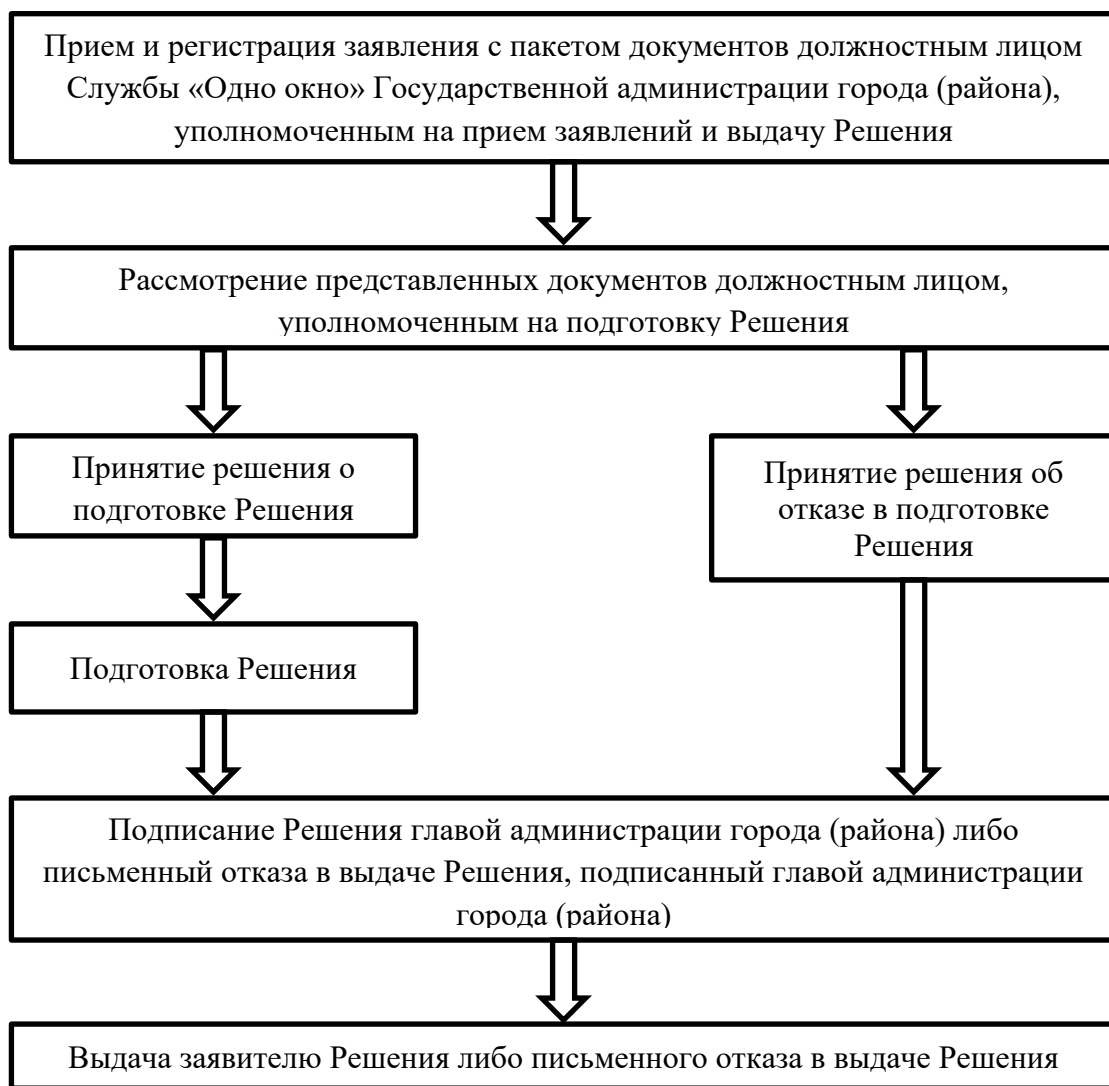 Прием и регистрация заявления с пакетом документов должностным лицом
Службы «Одно окно» Государственной администрации города (района),
уполномоченным на прием заявлений и выдачу Решения
Рассмотрение представленных документов должностным лицом,
уполномоченным на подготовку Решения
Принятие решения о
подготовке Решения
Принятие решения об
отказе в подготовке
Решения
Подготовка Решения
Подписание Решения главой администрации города (района) либо
письменный отказа в выдаче Решения, подписанный главой администрации
города (района)
Выдача заявителю Решения либо письменного отказа в выдаче Решения